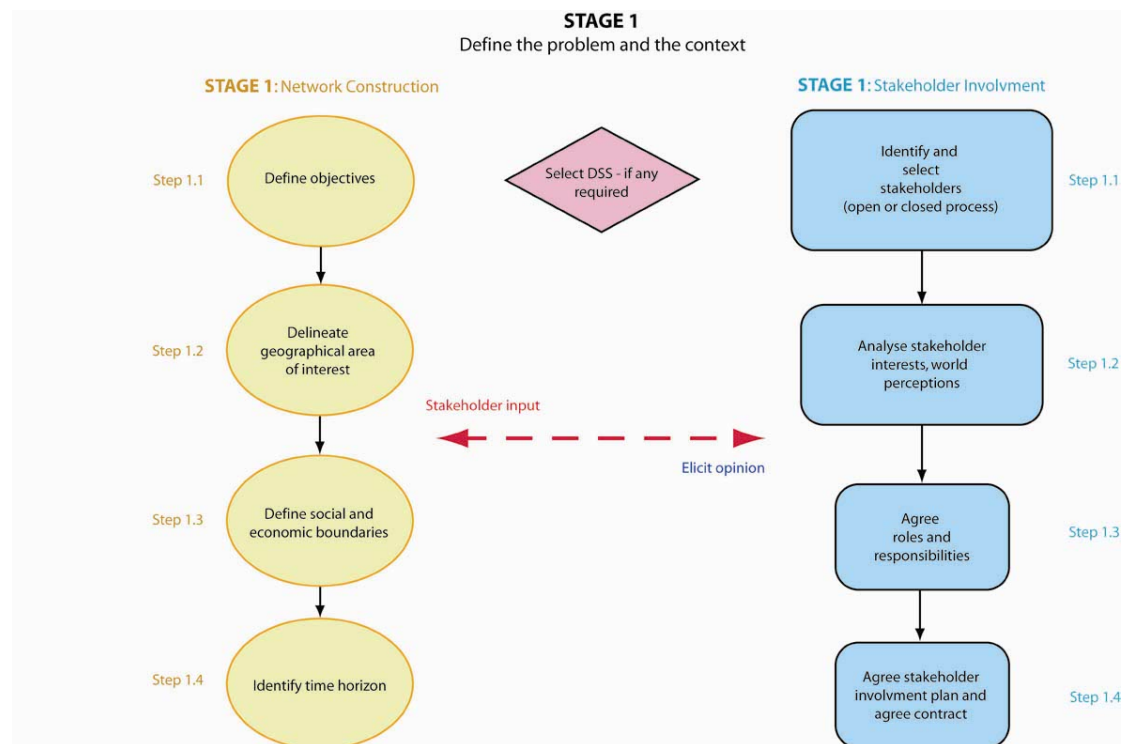 STAGE 1
Define the problem and the context
STAGE 1: Network Construction
STAGE 1: Stakeholder Involvment
Step 1.1
Define objectives
Select DSS - if any
required
Identify and
select
stakeholders
(open or closed process)
Step 1.1
Step 1.2
Delineate
geographical area
of interest
Analyse stakeholder
interests, world
perceptions
Step 1.2
Stakeholder input
Elicit opinion
Step 1.3
Define social and
economic boundaries
Agree
roles and
responsibilities
Step 1.3
Step 1.4
Identify time horizon
Agree stakeholder
involvment plan and
agree contract
Step 1.4